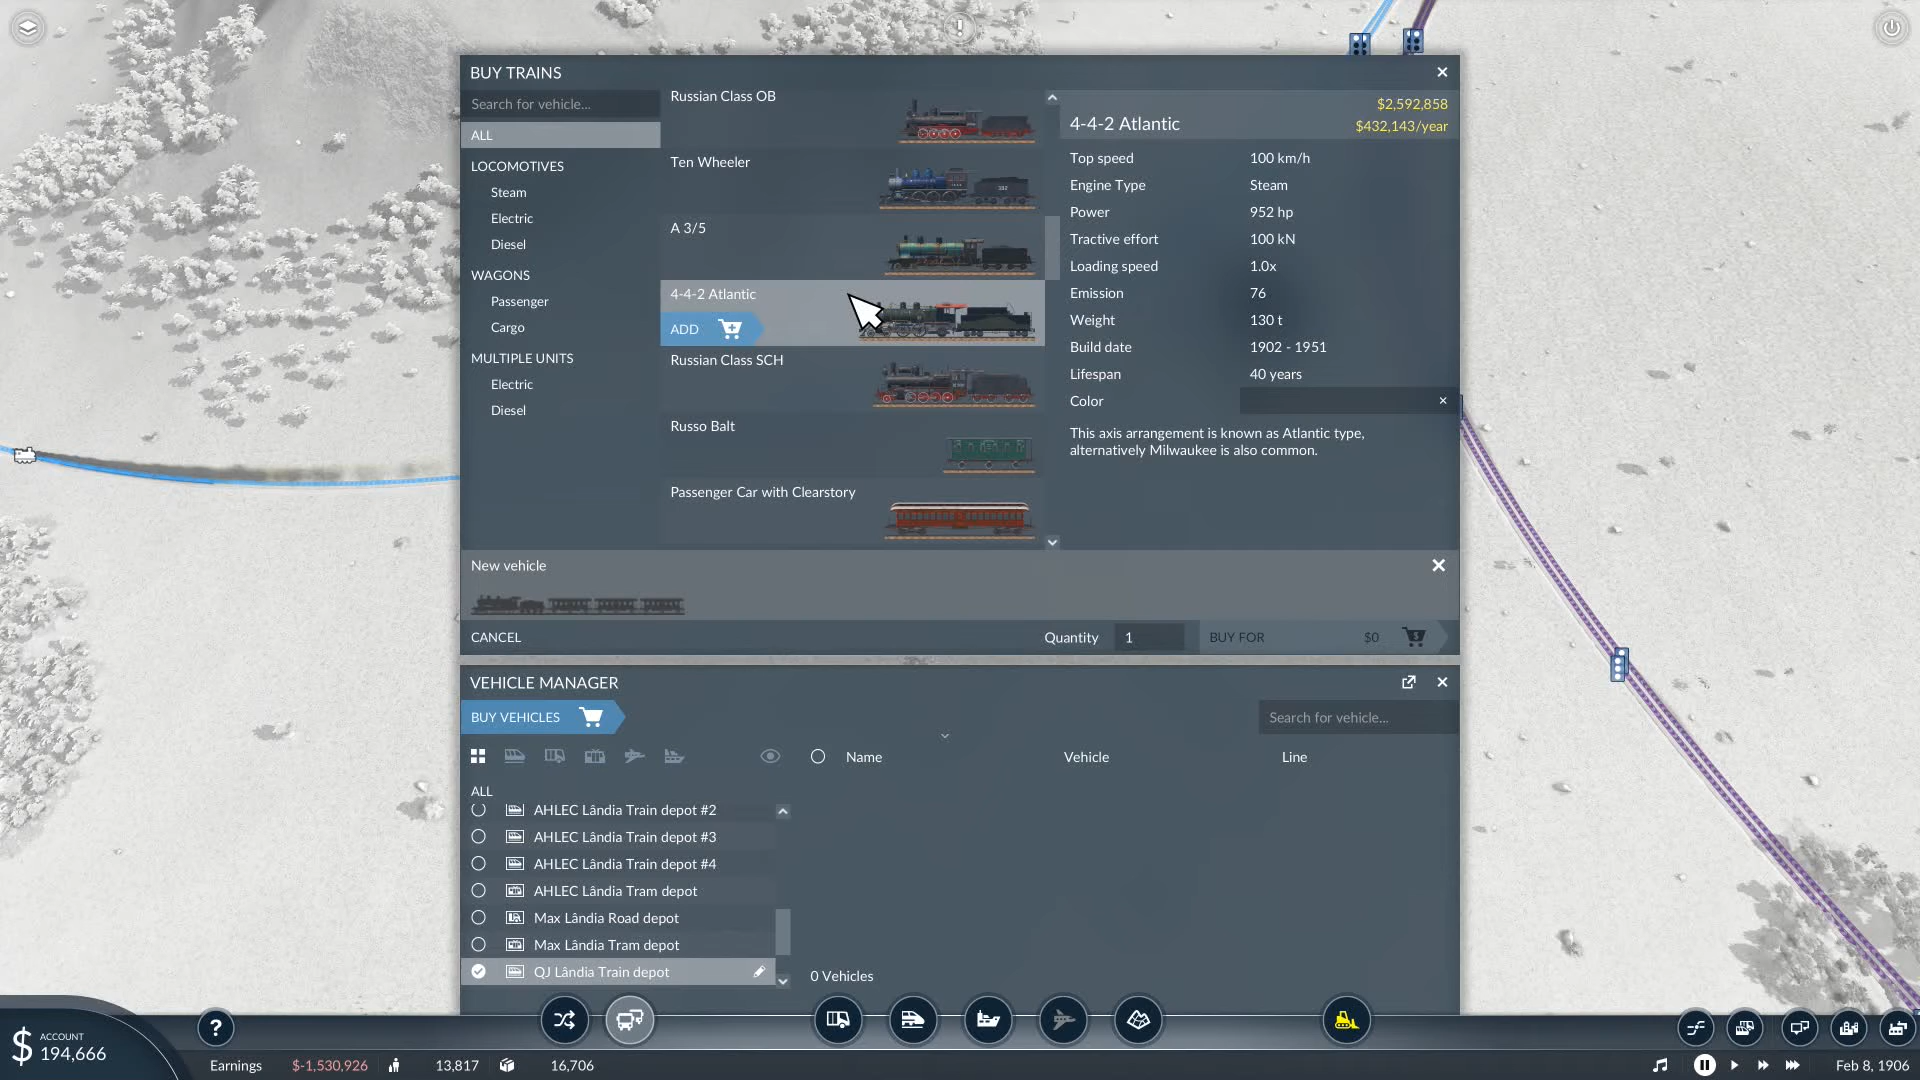 BUY TRAINS
Search for vehicle...
ALL
LOCOMOTIVES
Steam
Electric
Diesel
WAGONS
Passenger
Cargo
MULTIPLE UNITS
Electric
Diesel
Russian Class OB
Ten Wheeler
A 3/5
4-4-2 Atlantic
ADD
Russian Class SCH
Russo Balt
Passenger Car with Clearstory
$2,592,858
4-4-2 Atlantic
$432,143/year
Top speed 100 km/h
Engine Type Steam
Power 952 hp
Tractive effort 100 kN
Loading speed 1.0x
Emission 76
Weight 130 t
Build date 1902 - 1951
Lifespan 40 years
Color
This axis arrangement is known as Atlantic type,
alternatively Milwaukee is also common.
New vehicle
CANCEL
Quantity 1
BUY FOR $0
VEHICLE MANAGER
BUY VEHICLES
Search for vehicle...
Name Vehicle Line
ALL
AHLEC Lândia Train depot #2
AHLEC Lândia Train depot #3
AHLEC Lândia Train depot #4
AHLEC Lândia Tram depot
Max Lândia Road depot
Max Lândia Tram depot
QJ Lândia Train depot
0 Vehicles
$ ACCOUNT
194,666
?
Earnings $-1,530,926 13,817 16,706
Feb 8, 1906